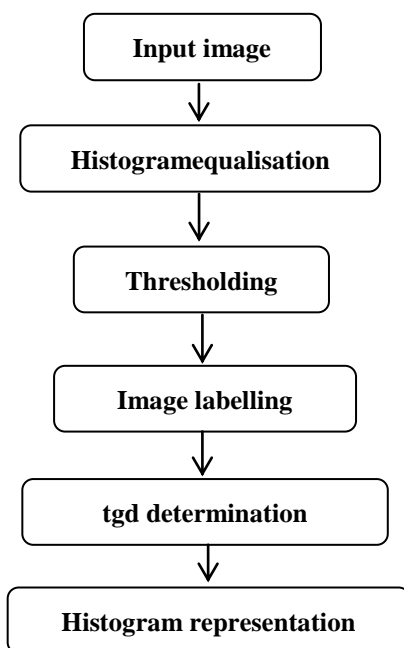 Input image
Histogramequalisation
Thresholding
Image labelling
tgd determination
Histogram representation